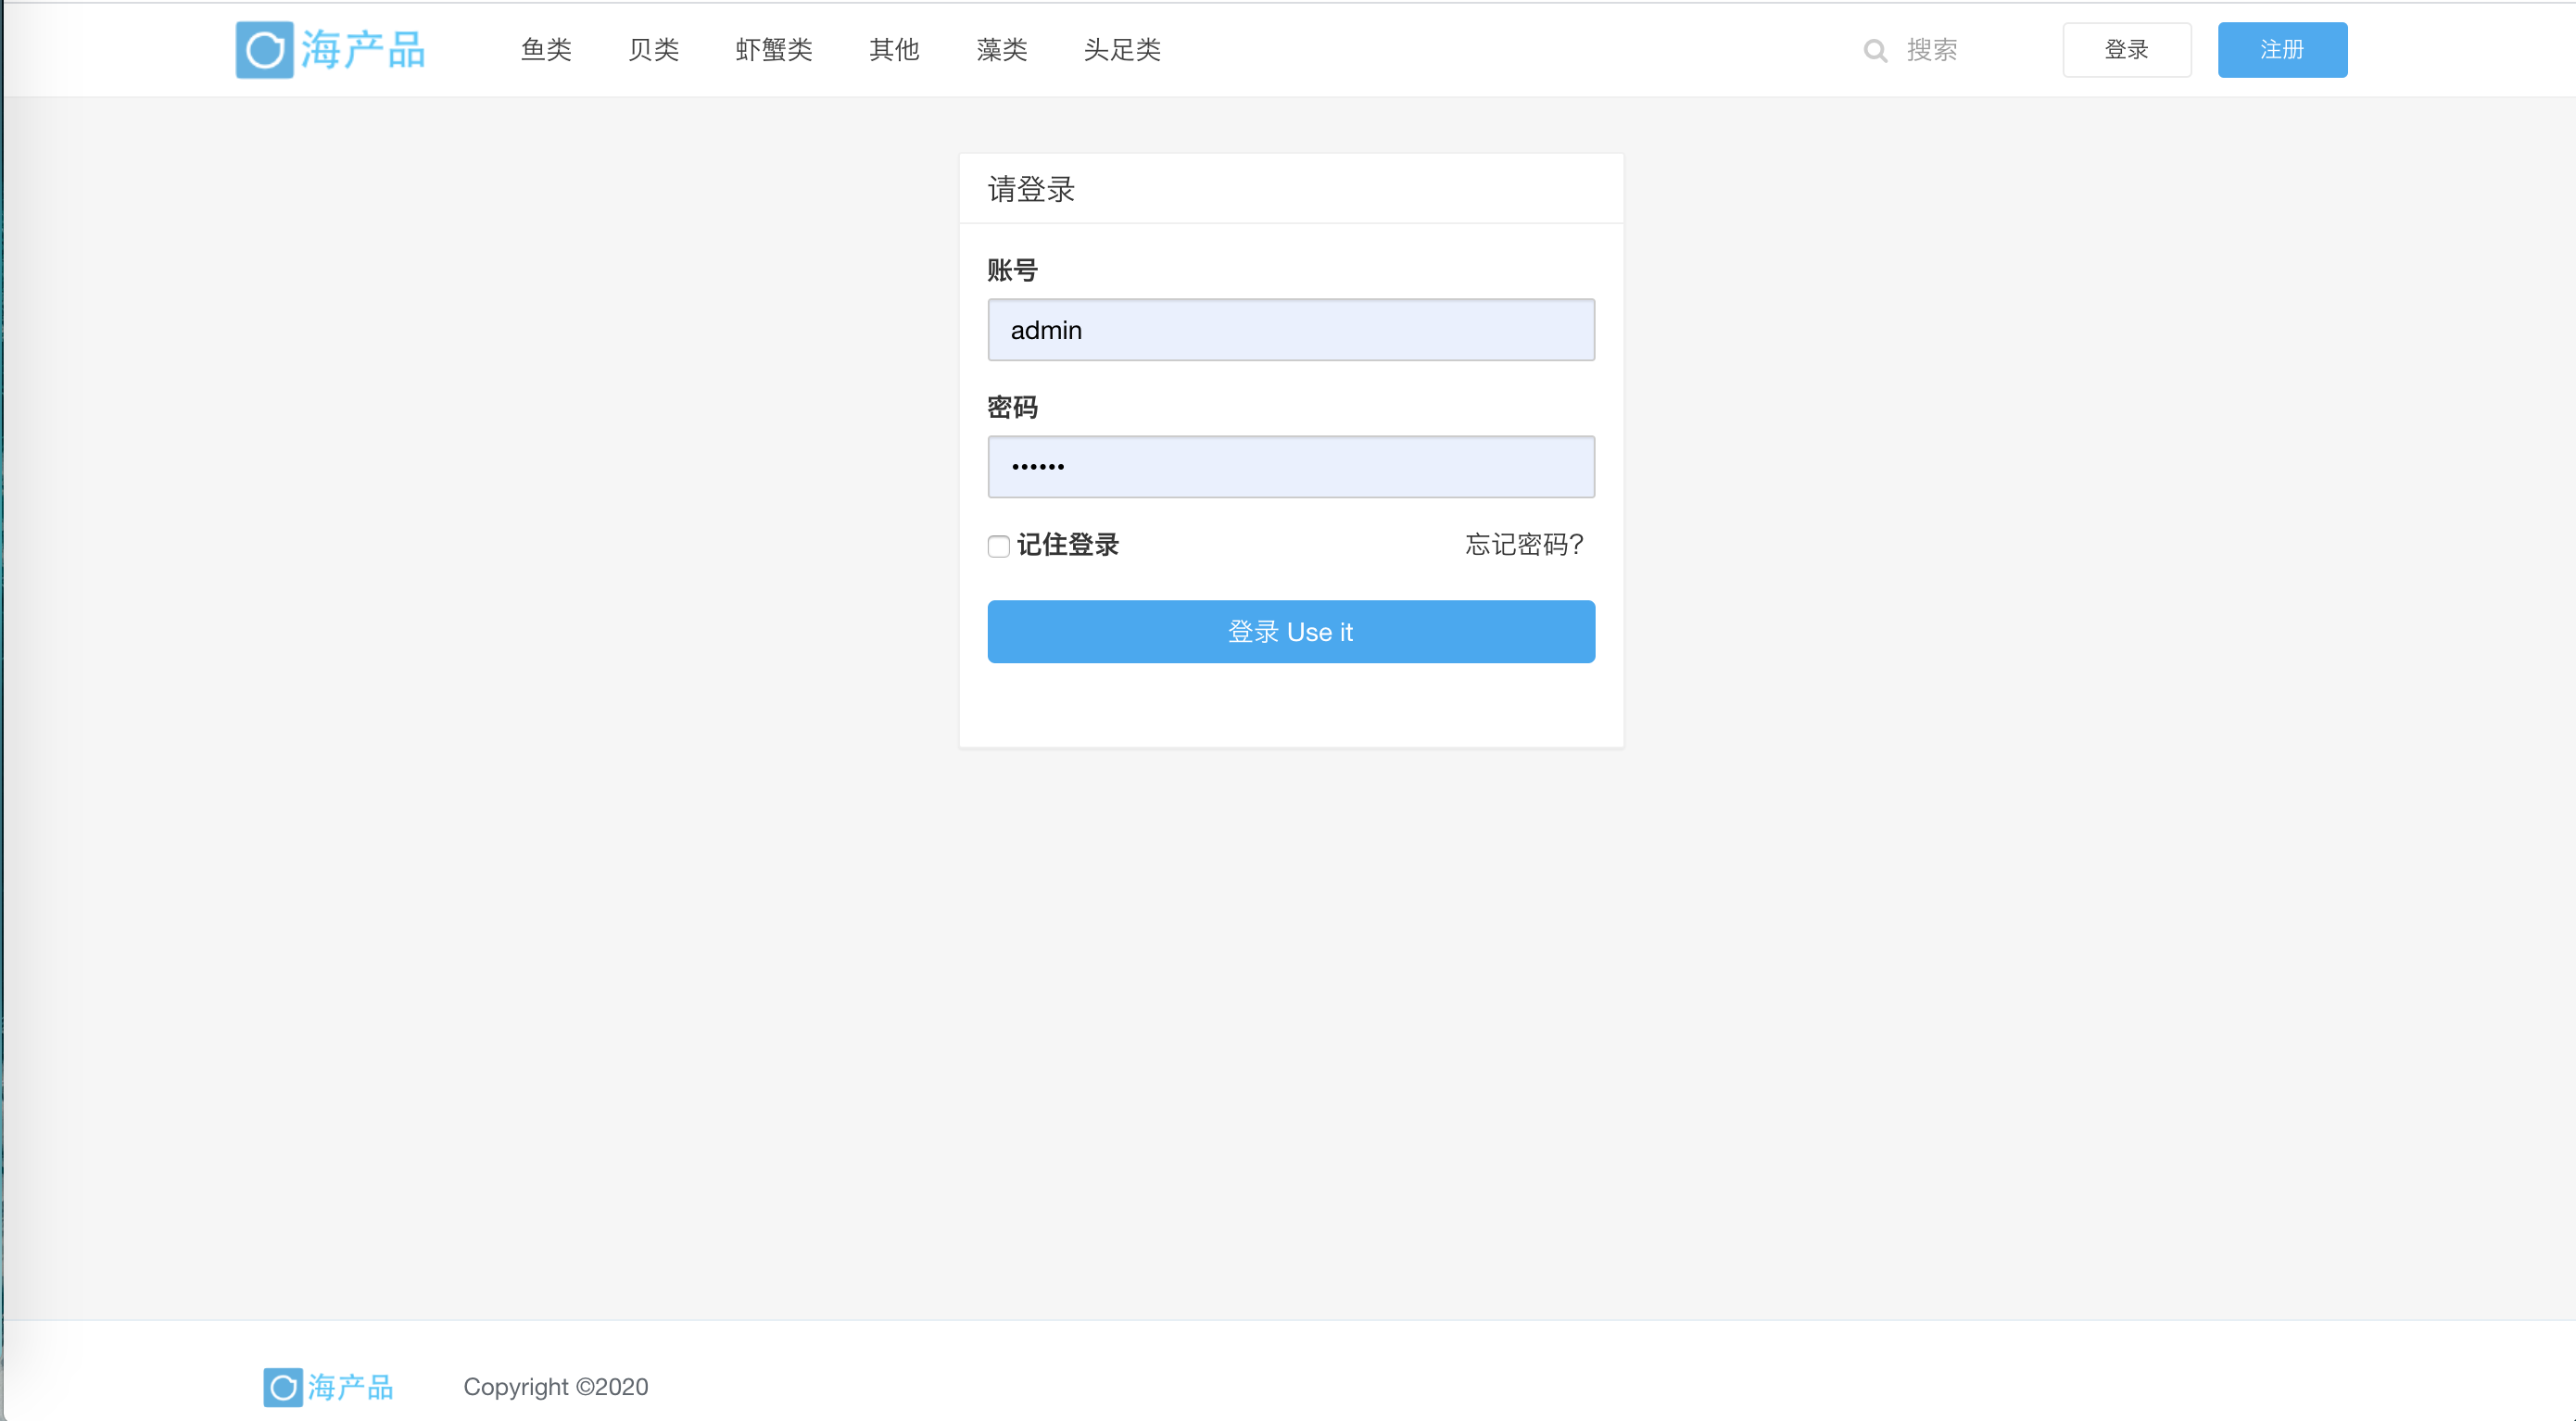 海产品 鱼类 贝类 虾蟹类 其他 藻类 头足类 搜索 登录 注册
请登录
账号
admin
密码
••••••
记住登录 忘记密码?
登录 Use it
海产品 Copyright ©2020